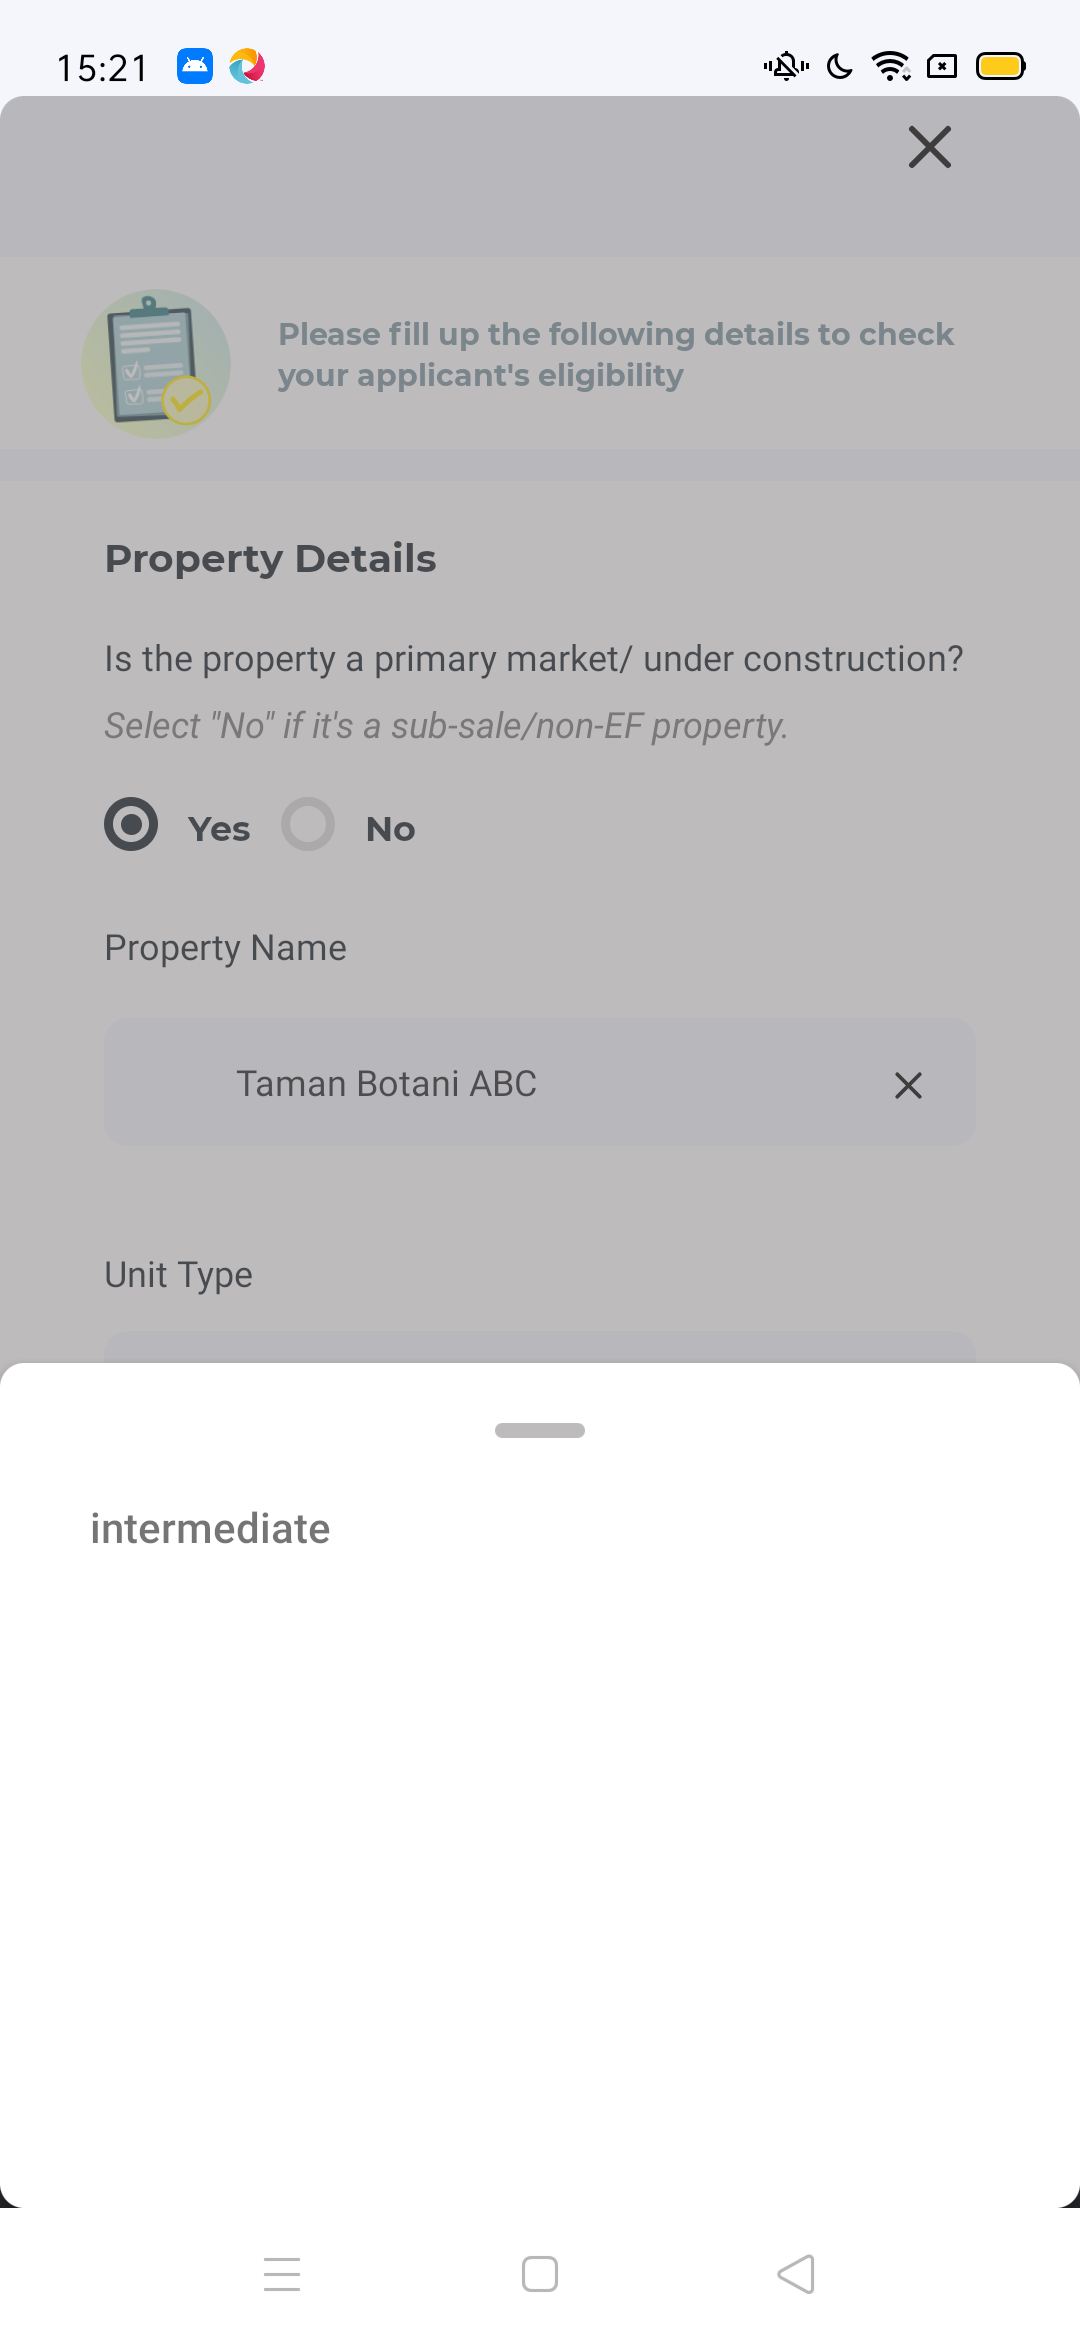 15:21
Please fill up the following details to check
your applicant's eligibility
Property Details
Is the property a primary market/ under construction?
Select "No" if it's a sub-sale/non-EF property.
Yes No
Property Name
Taman Botani ABC
Unit Type
intermediate